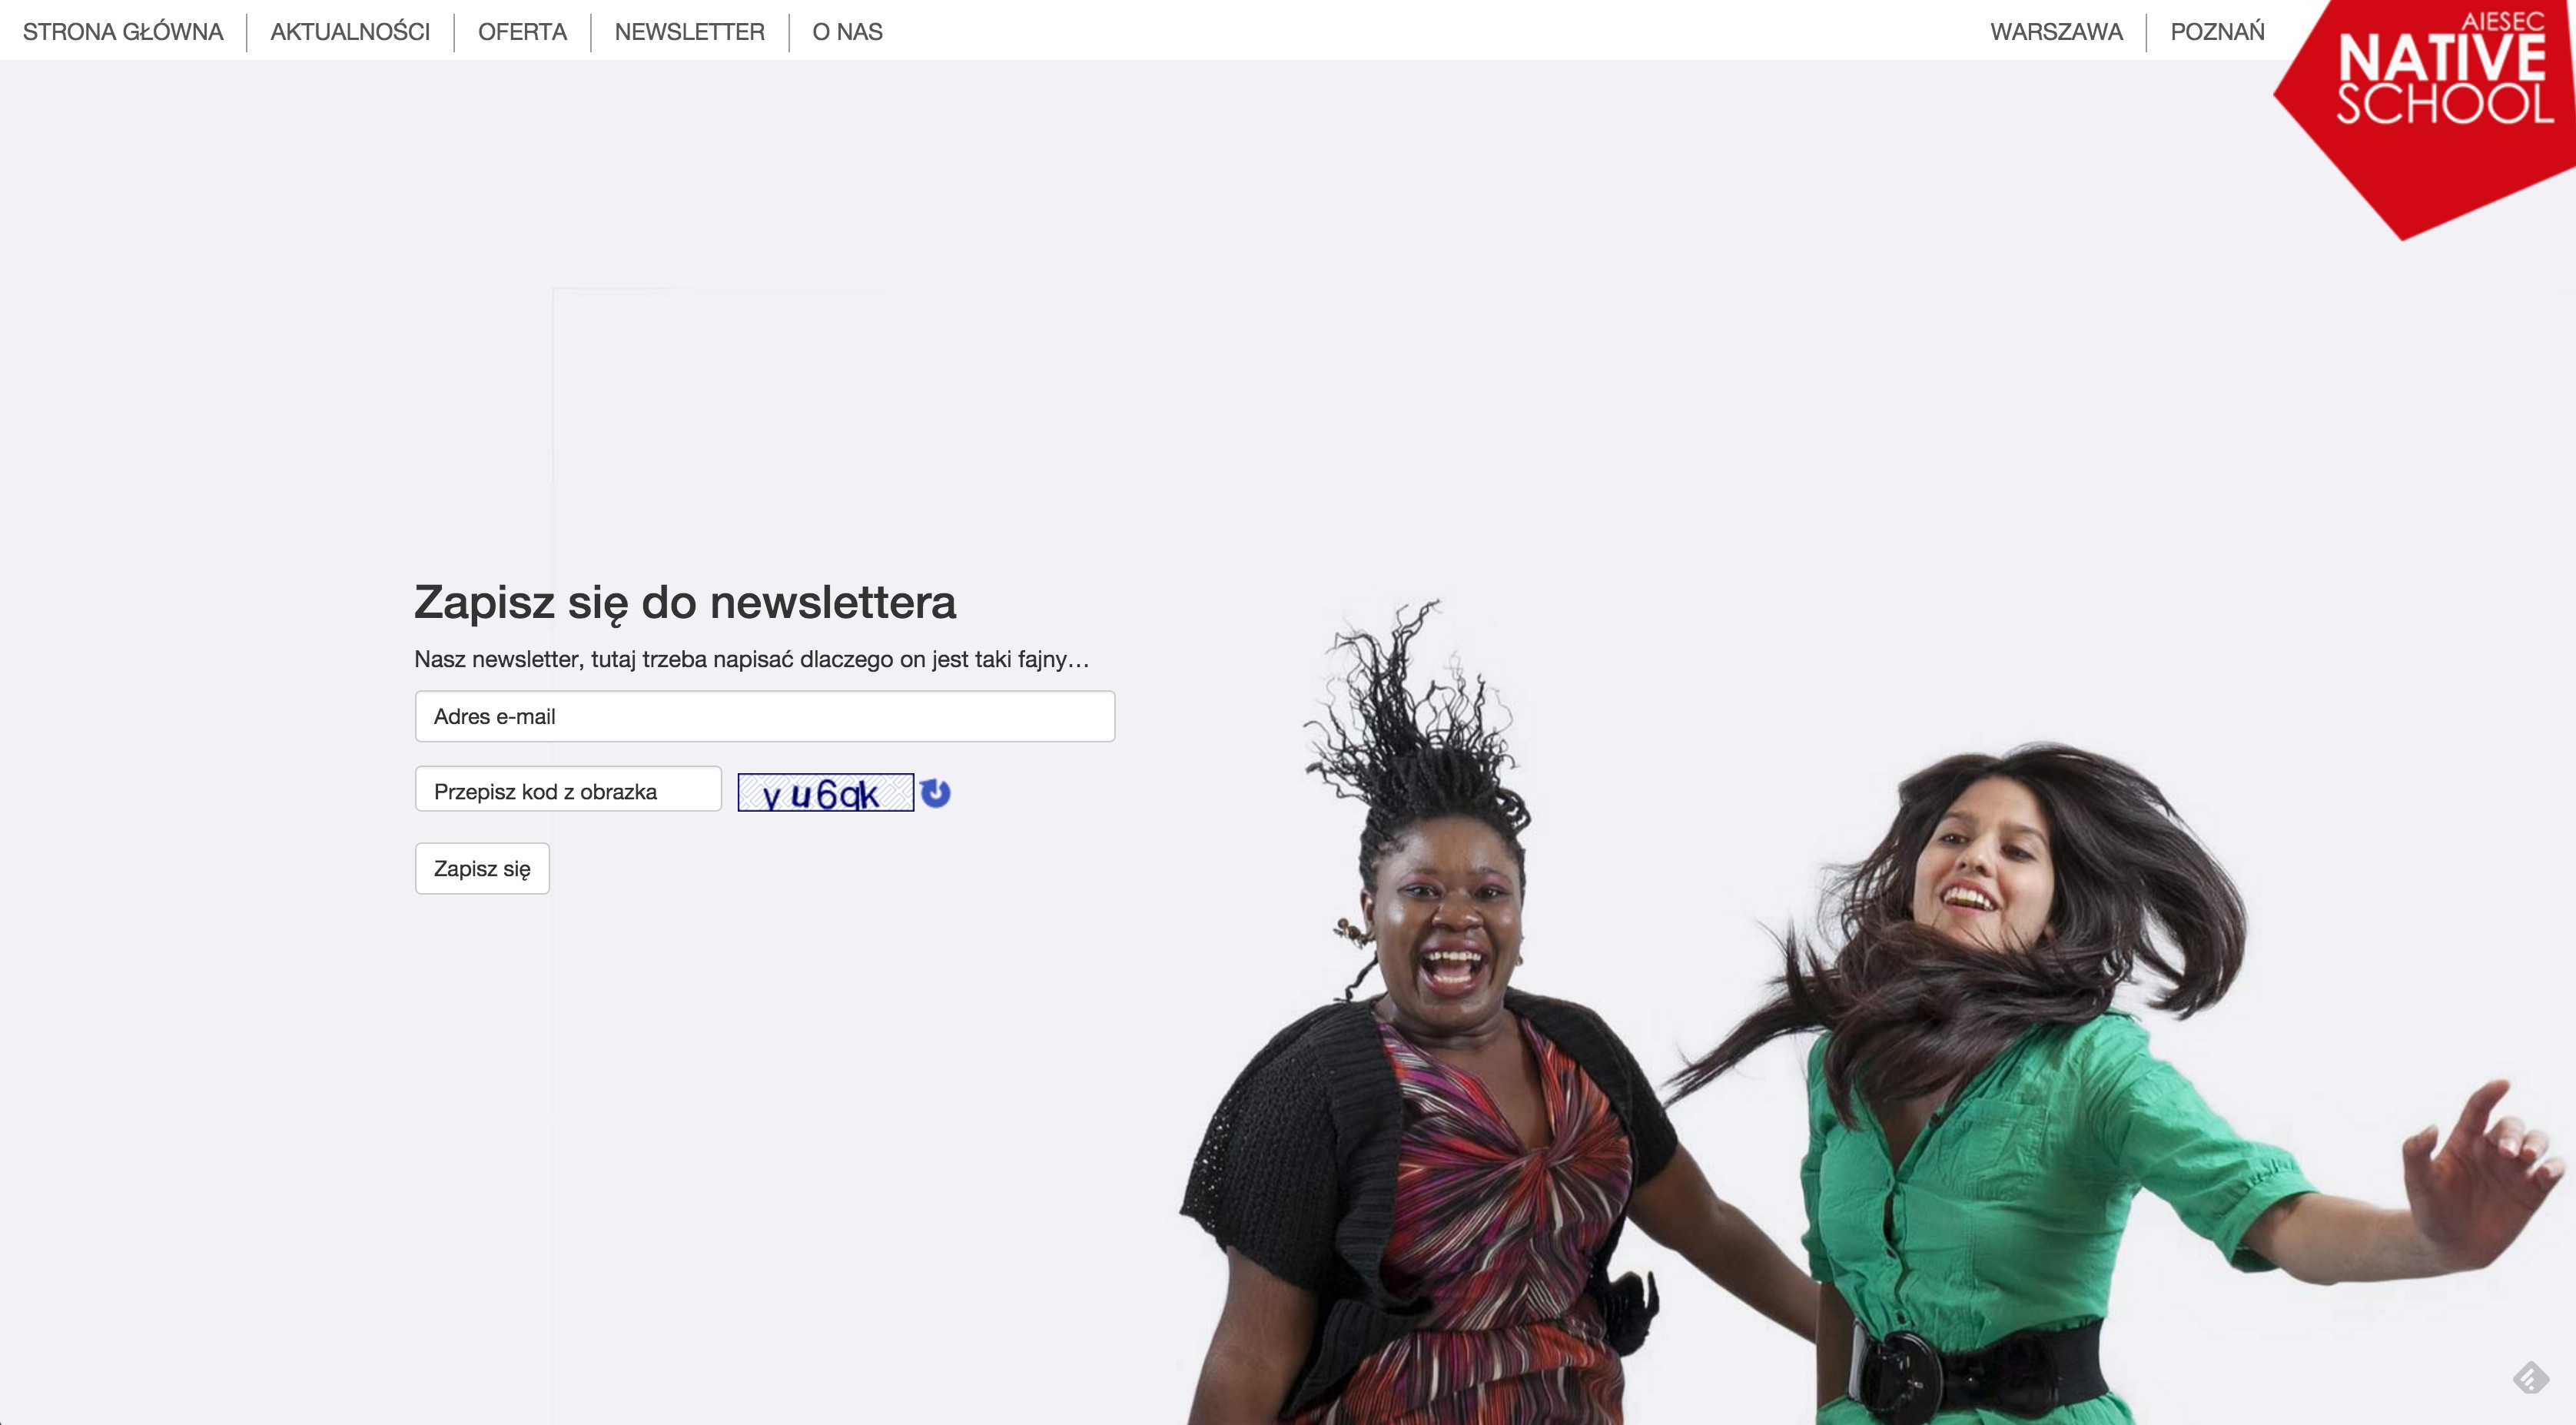 STRONA GŁÓWNA
AKTUALNOŚCI
OFERTA
NEWSLETTER
O NAS
WARSZAWA
POZNAŃ
AIESEC
NATIVE
SCHOOL
Zapisz się do newslettera
Nasz newsletter, tutaj trzeba napisać dlaczego on jest taki fajny...
Adres e-mail
Przepisz kod z obrazka
Zapisz się